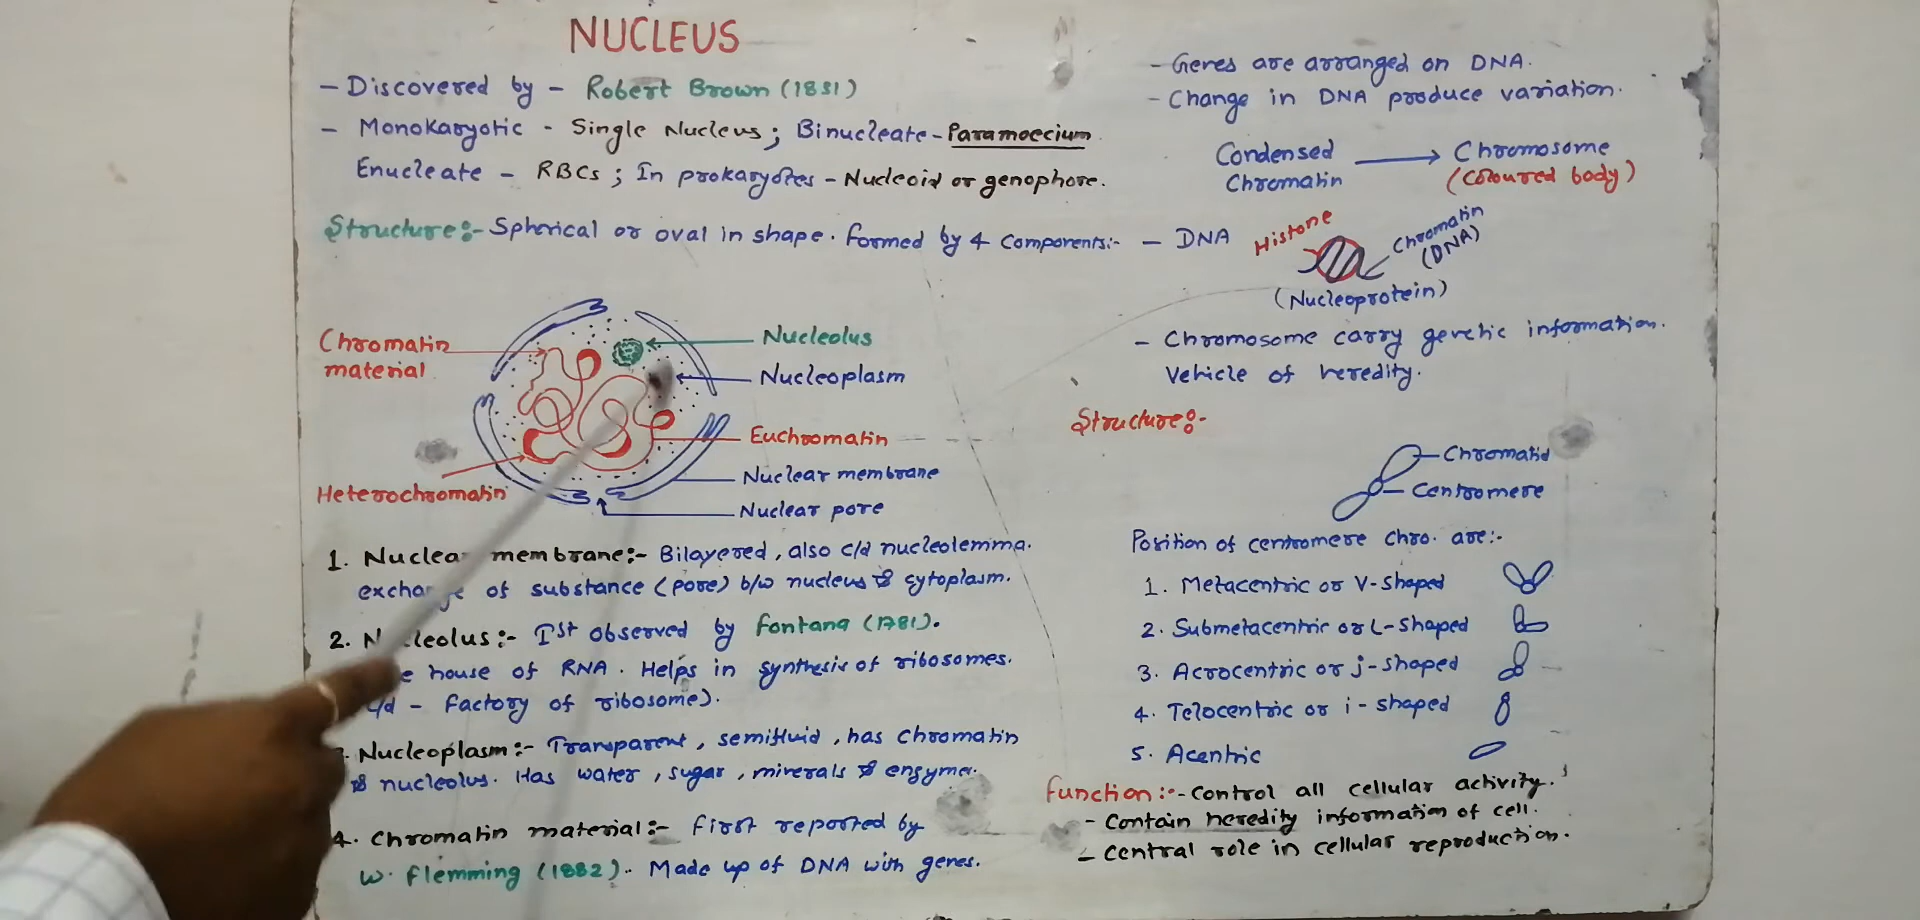 NUCLEUS
- Discovered by - Robert Brown (1831)
- Monokaryotic - Single Nucleus; Binucleate - Paramoecium
Enucleate - RBCs; In prokaryotes - Nucleoid or genophore.
Structure:- Spherical or oval in shape. Formed by 4 Components:-
Chromatin
material
Heterochromatin
Nucleolus
Nucleoplasm
Euchromatin
Nuclear membrane
Nuclear pore
1. Nuclear membrane:- Bilayered, also c/d nucleolemma.
of substance (pore) b/w nucleus & cytoplasm.
2. :- Ist observed by Fontana (1781).
house of RNA. Helps in synthesis of ribosomes.
c/d - Factory of ribosome).
Nucleoplasm:- Transparent, semifluid, has chromatin
& nucleolus. Has water, sugar, minerals & enzyme.
4. Chromatin material:- First reported by
W. Flemming (1882). Made up of DNA with genes.
- Genes are arranged on DNA.
- Change in DNA produce variation.
Condensed Chromatin → Chromosome
(Coloured body)
- DNA
Histone
Chromatin
(DNA)
(Nucleoprotein)
- Chromosome carry genetic information.
Vehicle of heredity.
Structure:-
Chromatid
Centromere
Position of centromere chro. are:-
1. Metacentric or V-shaped
2. Submetacentric or L-shaped
3. Acrocentric or j-shaped
4. Telocentric or i-shaped
5. Acentric
Function:- Control all cellular activity.
- Contain heredity information of cell.
- Central role in cellular reproduction.